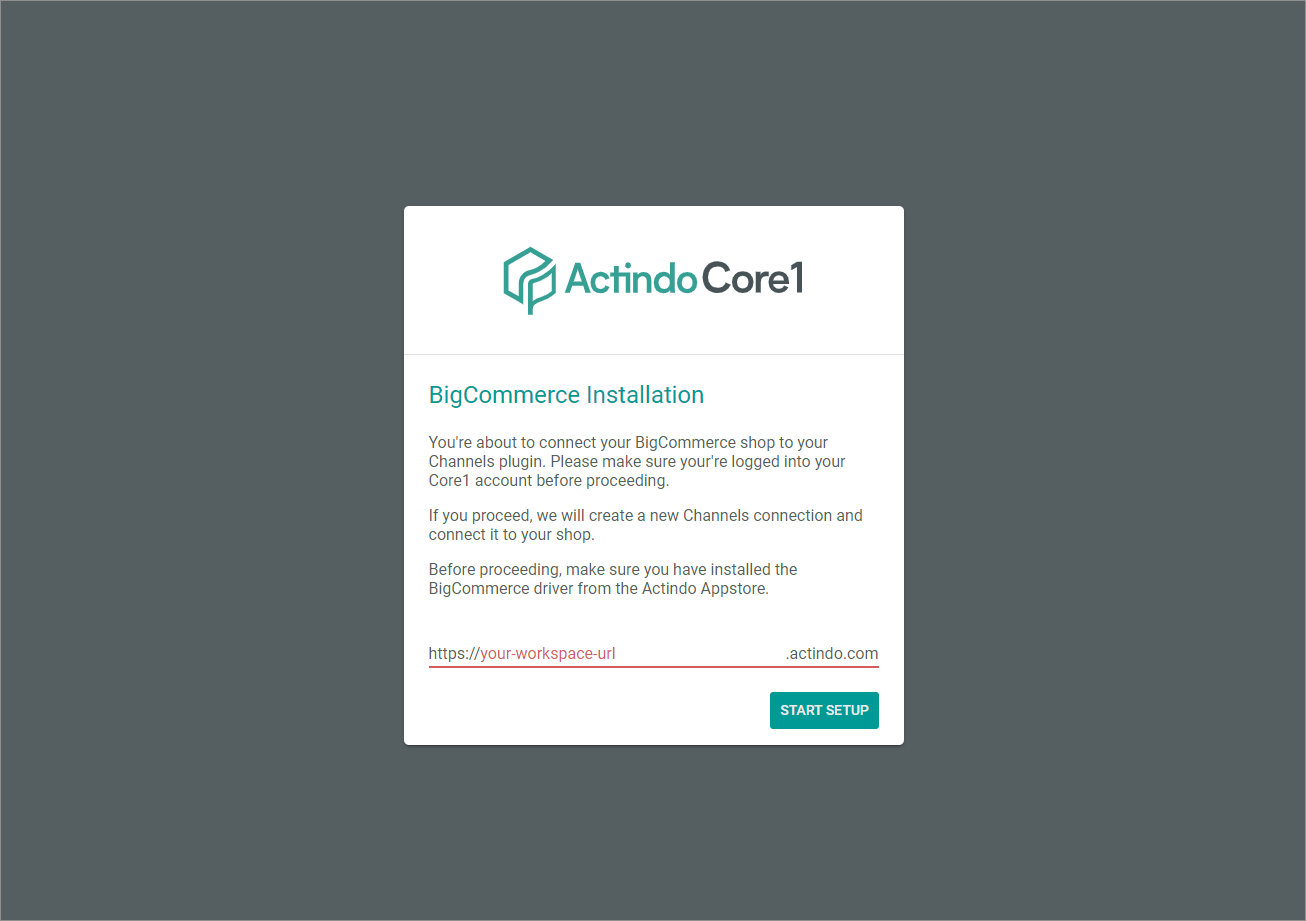 Actindo Core1
BigCommerce Installation
You're about to connect your BigCommerce shop to your
Channels plugin. Please make sure your're logged into your
Core1 account before proceeding.
If you proceed, we will create a new Channels connection and
connect it to your shop.
Before proceeding, make sure you have installed the
BigCommerce driver from the Actindo Appstore.
https://your-workspace-url .actindo.com
START SETUP